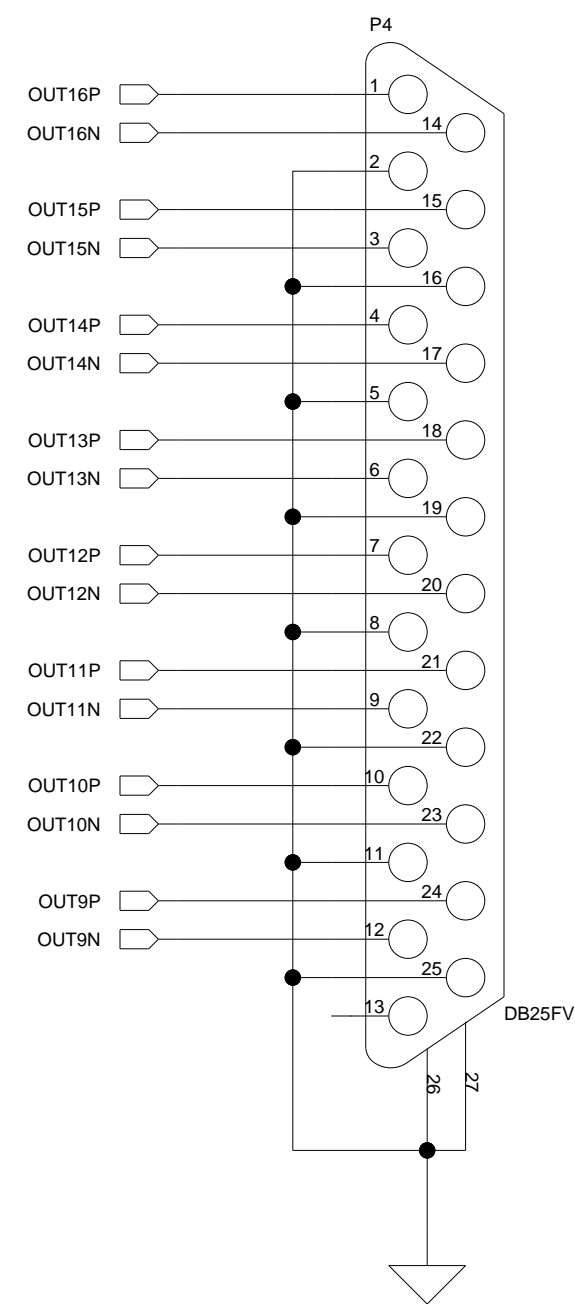 P4
OUT16P 1
OUT16N 14
2
OUT15P 15
OUT15N 3
16
OUT14P 4
OUT14N 17
5
OUT13P 18
OUT13N 6
19
OUT12P 7
OUT12N 20
8
OUT11P 21
OUT11N 9
22
OUT10P 10
OUT10N 23
11
OUT9P 24
OUT9N 12
25
13
DB25FV
26 27